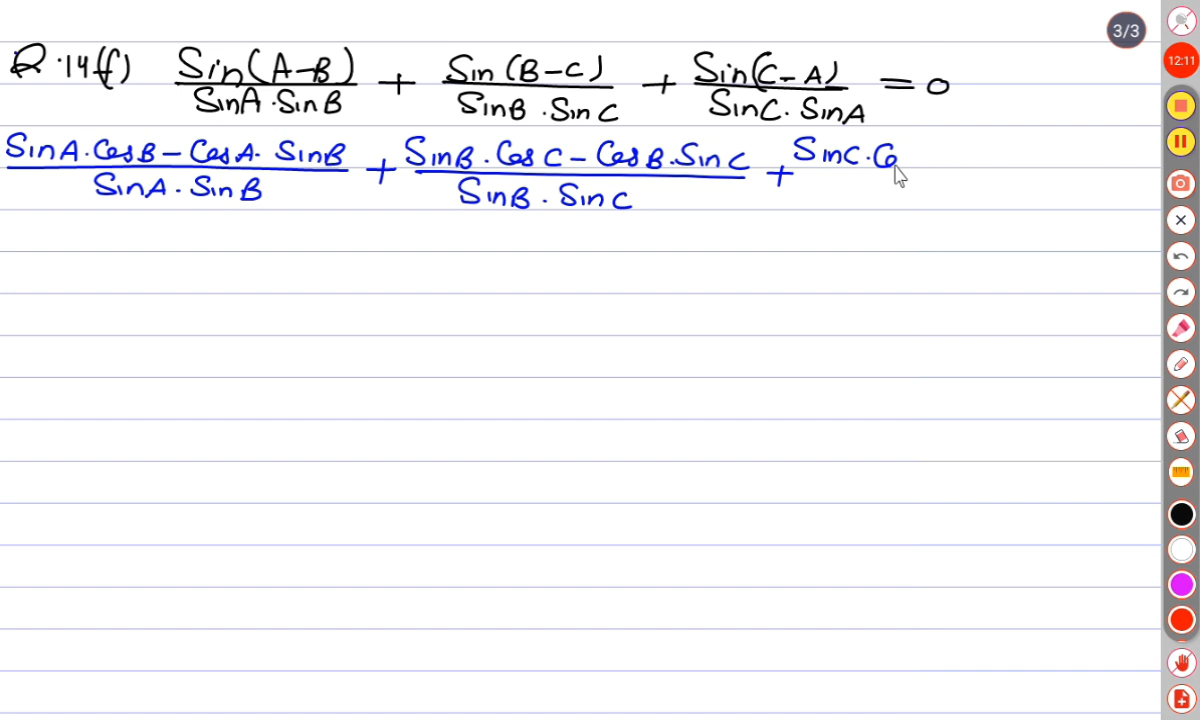 3/3
12:11
Q.14(f) Sin(A-B)/SinA.SinB + Sin(B-C)/SinB.SinC + Sin(C-A)/SinC.SinA = 0
SinA.CosB-CosA.SinB/SinA.SinB + SinB.CosC-CosB.SinC/SinB.SinC + SinC.Co